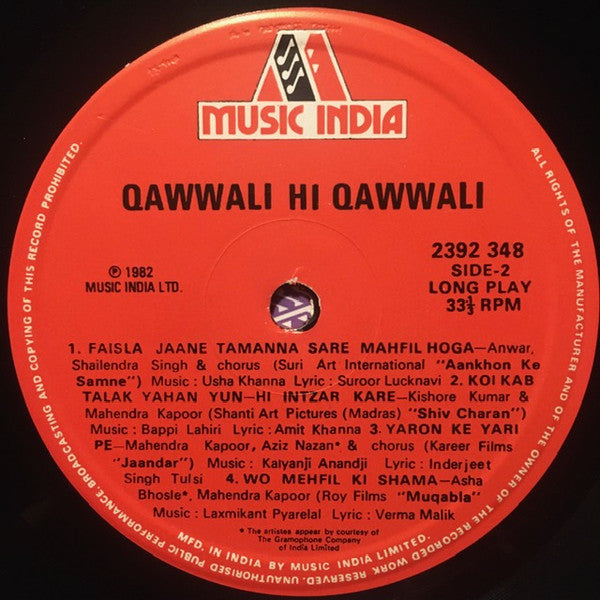 MUSIC INDIA
QAWWALI HI QAWWALI
℗ 1982
MUSIC INDIA LTD.
2392 348
SIDE-2
LONG PLAY
33⅓ RPM
1. FAISLA JAANE TAMANNA SARE MAHFIL HOGA—Anwar,
Shailendra Singh & chorus (Suri Art International "Aankhon Ke
Samne") Music : Usha Khanna Lyric : Suroor Lucknavi 2. KOI KAB
TALAK YAHAN YUN—HI INTZAR KARE—Kishore Kumar &
Mahendra Kapoor (Shanti Art Pictures (Madras) "Shiv Charan")
Music : Bappi Lahiri Lyric : Amit Khanna 3. YARON KE YARI
PE—Mahendra Kapoor, Aziz Nazan* & chorus (Kareer Films
"Jaandar") Music : Kalyanji Anandji Lyric : Inderjeet
Singh Tulsi 4. WO MEHFIL KI SHAMA—Asha
Bhosle*, Mahendra Kapoor (Roy Films "Muqabla")
Music : Laxmikant Pyarelal Lyric : Verma Malik
* The artistes appear by courtesy of
The Gramophone Company
of India Limited
MFD. IN INDIA BY MUSIC INDIA LIMITED.
ALL RIGHTS OF THE MANUFACTURER AND OF THE OWNER OF THE RECORDED WORK RESERVED. UNAUTHORISED PUBLIC PERFORMANCE, BROADCASTING AND COPYING OF THIS RECORD PROHIBITED.